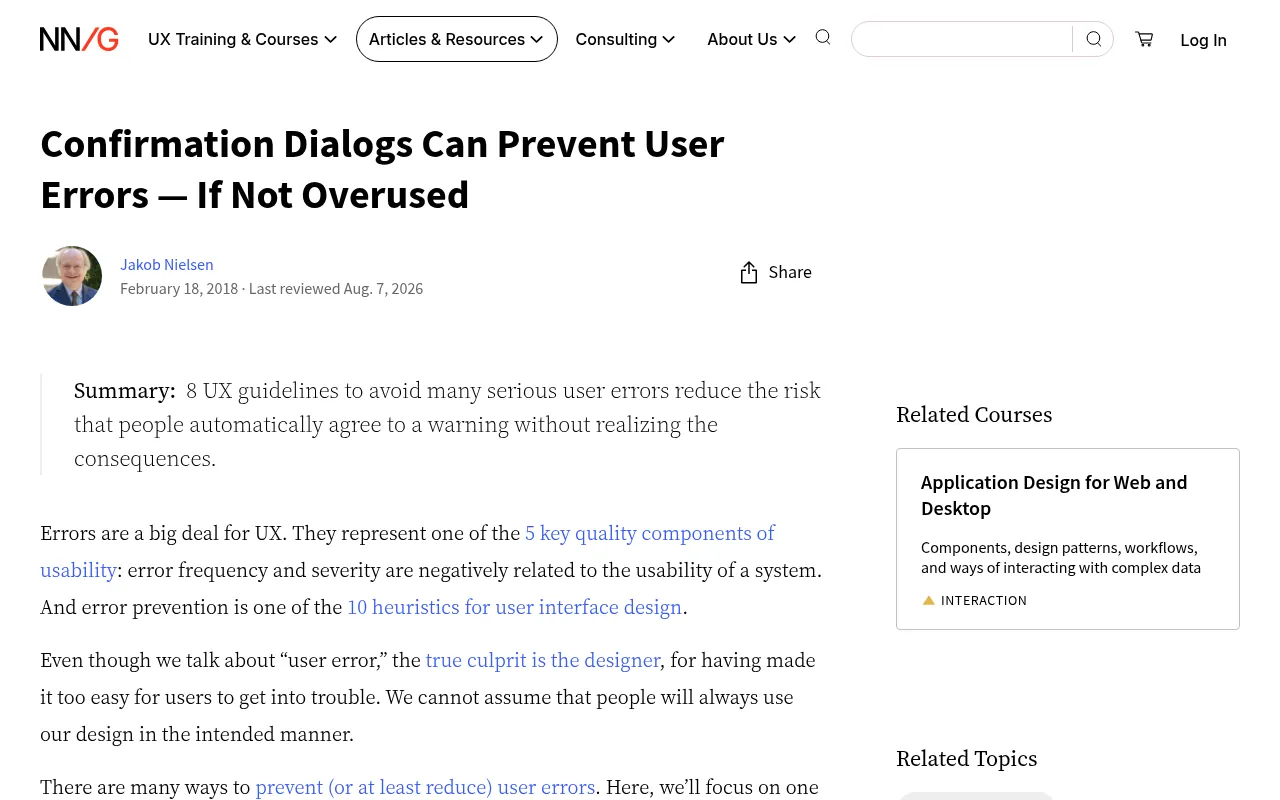 NN/G
UX Training & Courses
Articles & Resources
Consulting
About Us
Log In
Confirmation Dialogs Can Prevent User
Errors — If Not Overused
Jakob Nielsen
February 18, 2018 · Last reviewed Aug. 7, 2026
Share
Summary: 8 UX guidelines to avoid many serious user errors reduce the risk
that people automatically agree to a warning without realizing the
consequences.
Errors are a big deal for UX. They represent one of the 5 key quality components of
usability: error frequency and severity are negatively related to the usability of a system.
And error prevention is one of the 10 heuristics for user interface design.
Even though we talk about “user error,” the true culprit is the designer, for having made
it too easy for users to get into trouble. We cannot assume that people will always use
our design in the intended manner.
There are many ways to prevent (or at least reduce) user errors. Here, we’ll focus on one
Related Courses
Application Design for Web and
Desktop
Components, design patterns, workflows,
and ways of interacting with complex data
INTERACTION
Related Topics